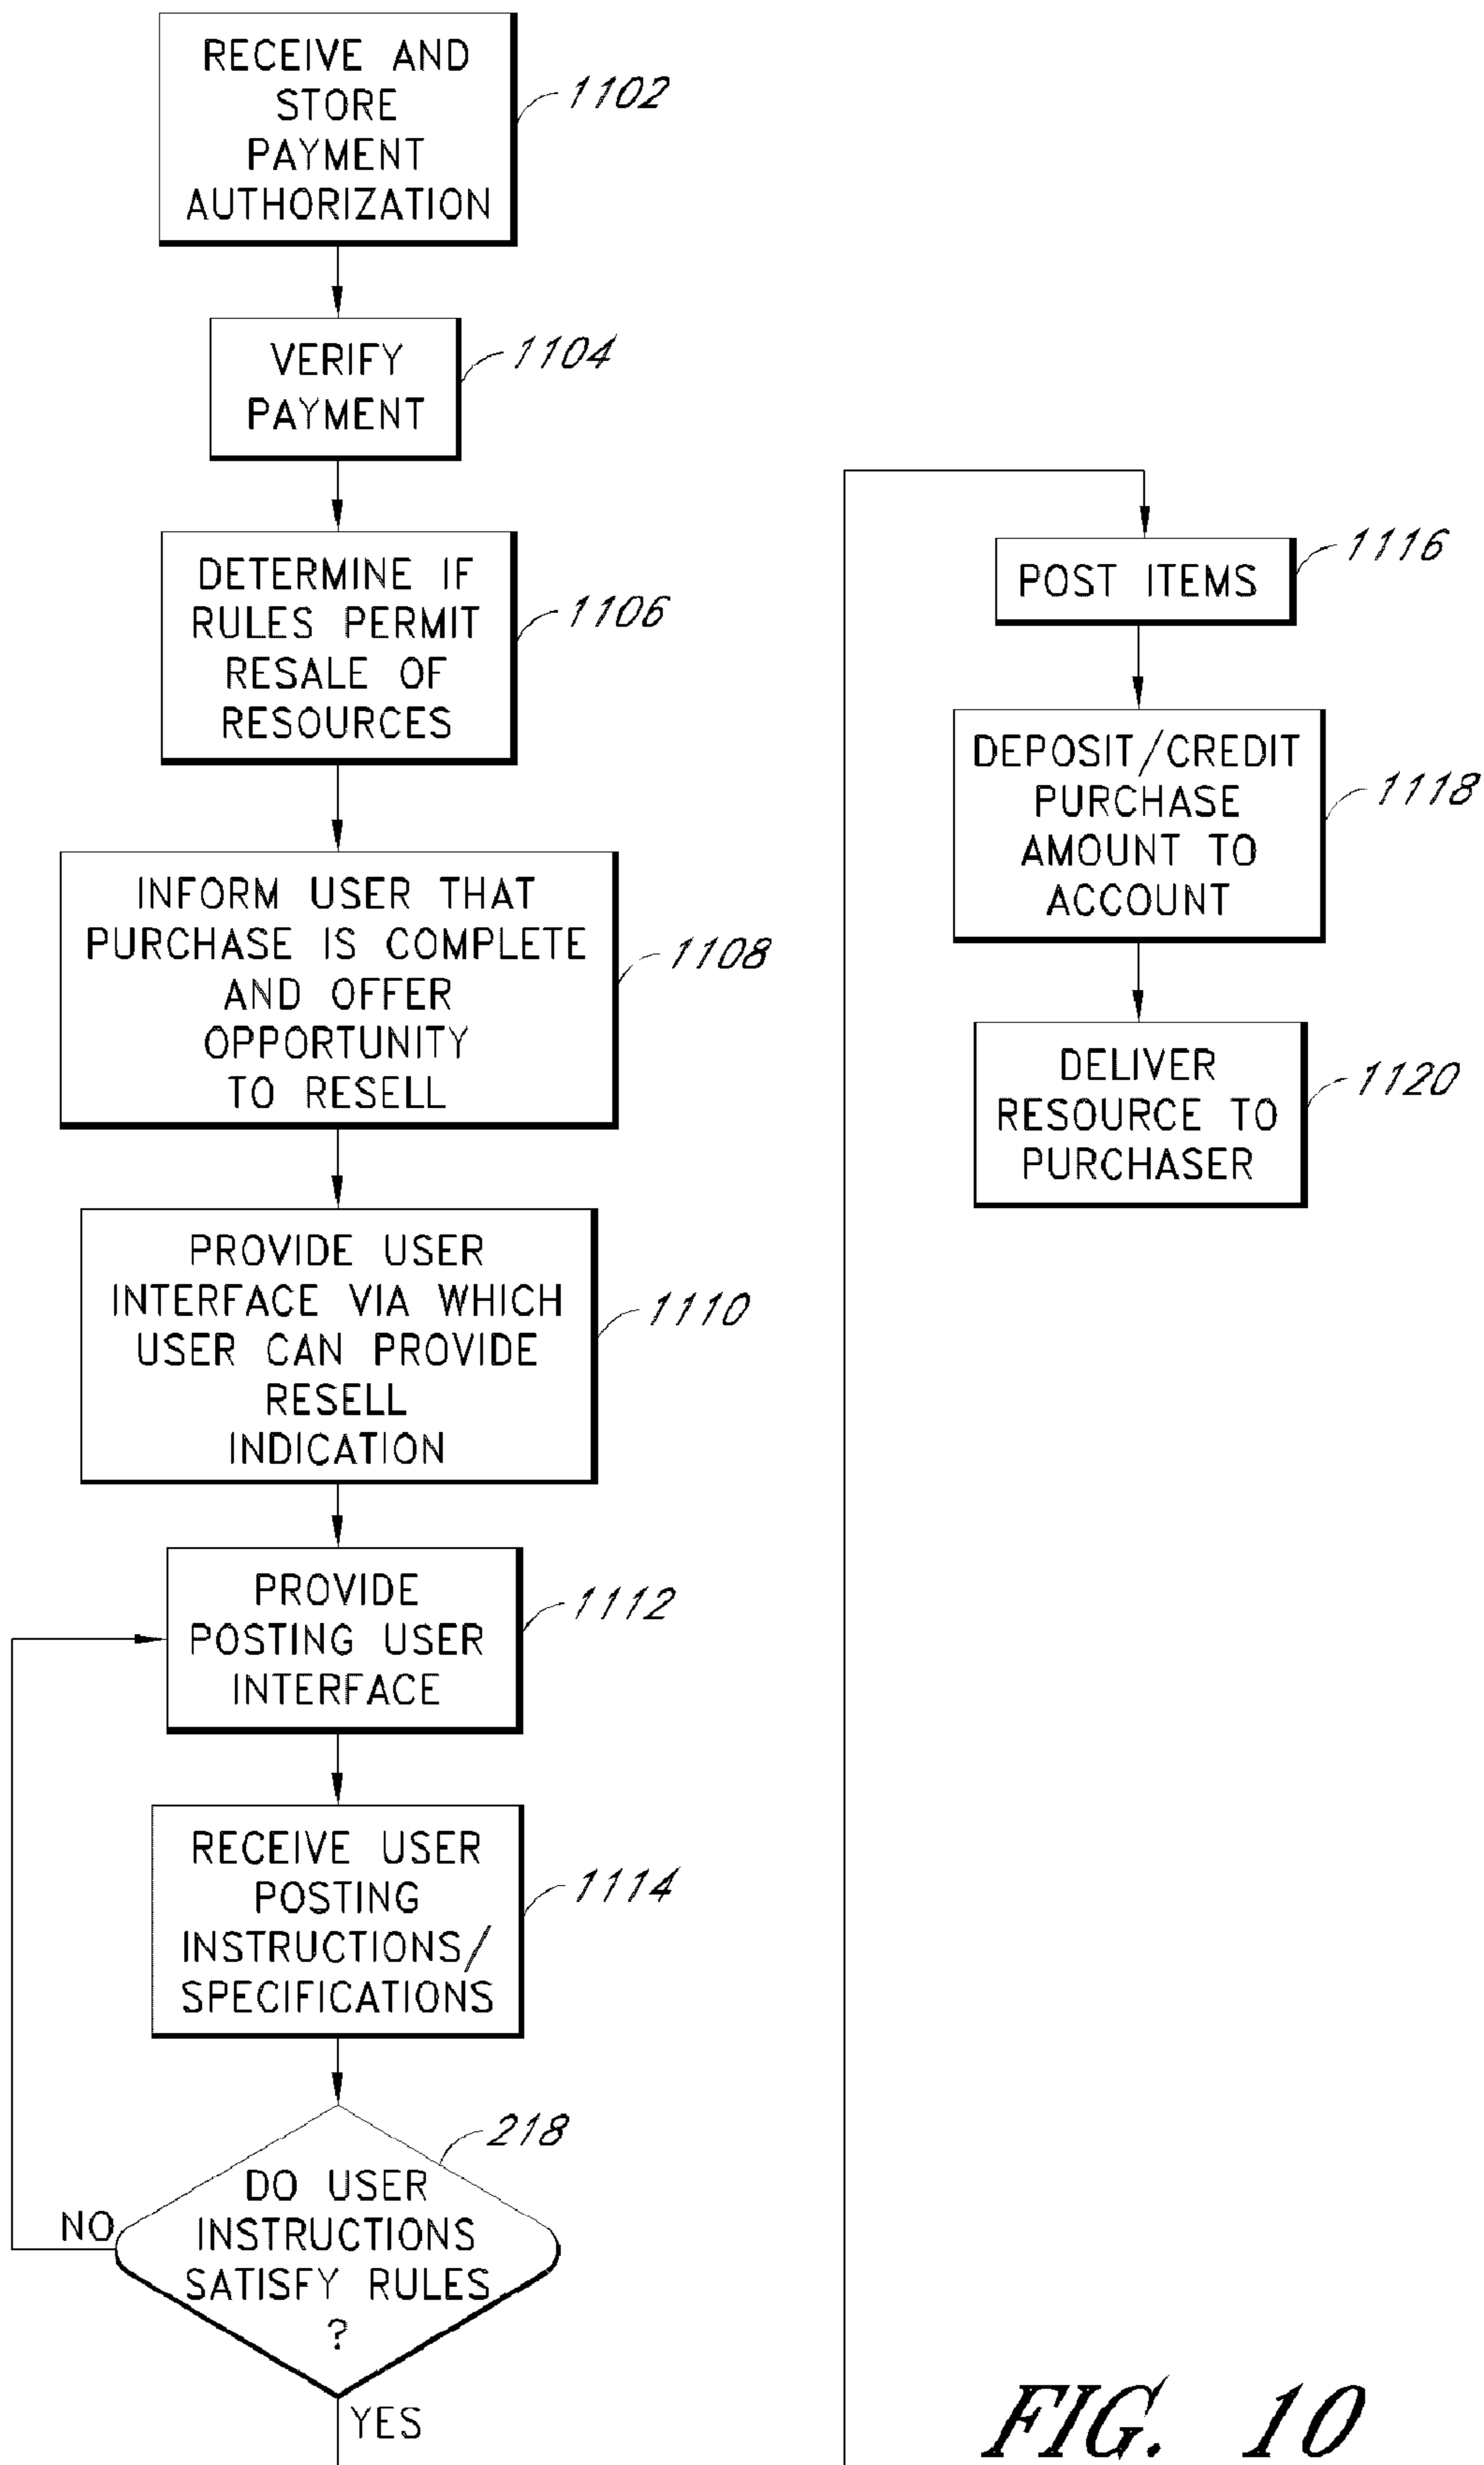 RECEIVE AND
STORE
PAYMENT
AUTHORIZATION
1102
VERIFY
PAYMENT
1104
DETERMINE IF
RULES PERMIT
RESALE OF
RESOURCES
1106
INFORM USER THAT
PURCHASE IS COMPLETE
AND OFFER
OPPORTUNITY
TO RESELL
1108
PROVIDE USER
INTERFACE VIA WHICH
USER CAN PROVIDE
RESELL
INDICATION
1110
PROVIDE
POSTING USER
INTERFACE
1112
RECEIVE USER
POSTING
INSTRUCTIONS/
SPECIFICATIONS
1114
218
DO USER
INSTRUCTIONS
SATISFY RULES
?
NO
YES
POST ITEMS
1116
DEPOSIT/CREDIT
PURCHASE
AMOUNT TO
ACCOUNT
1118
DELIVER
RESOURCE TO
PURCHASER
1120
FIG. 10